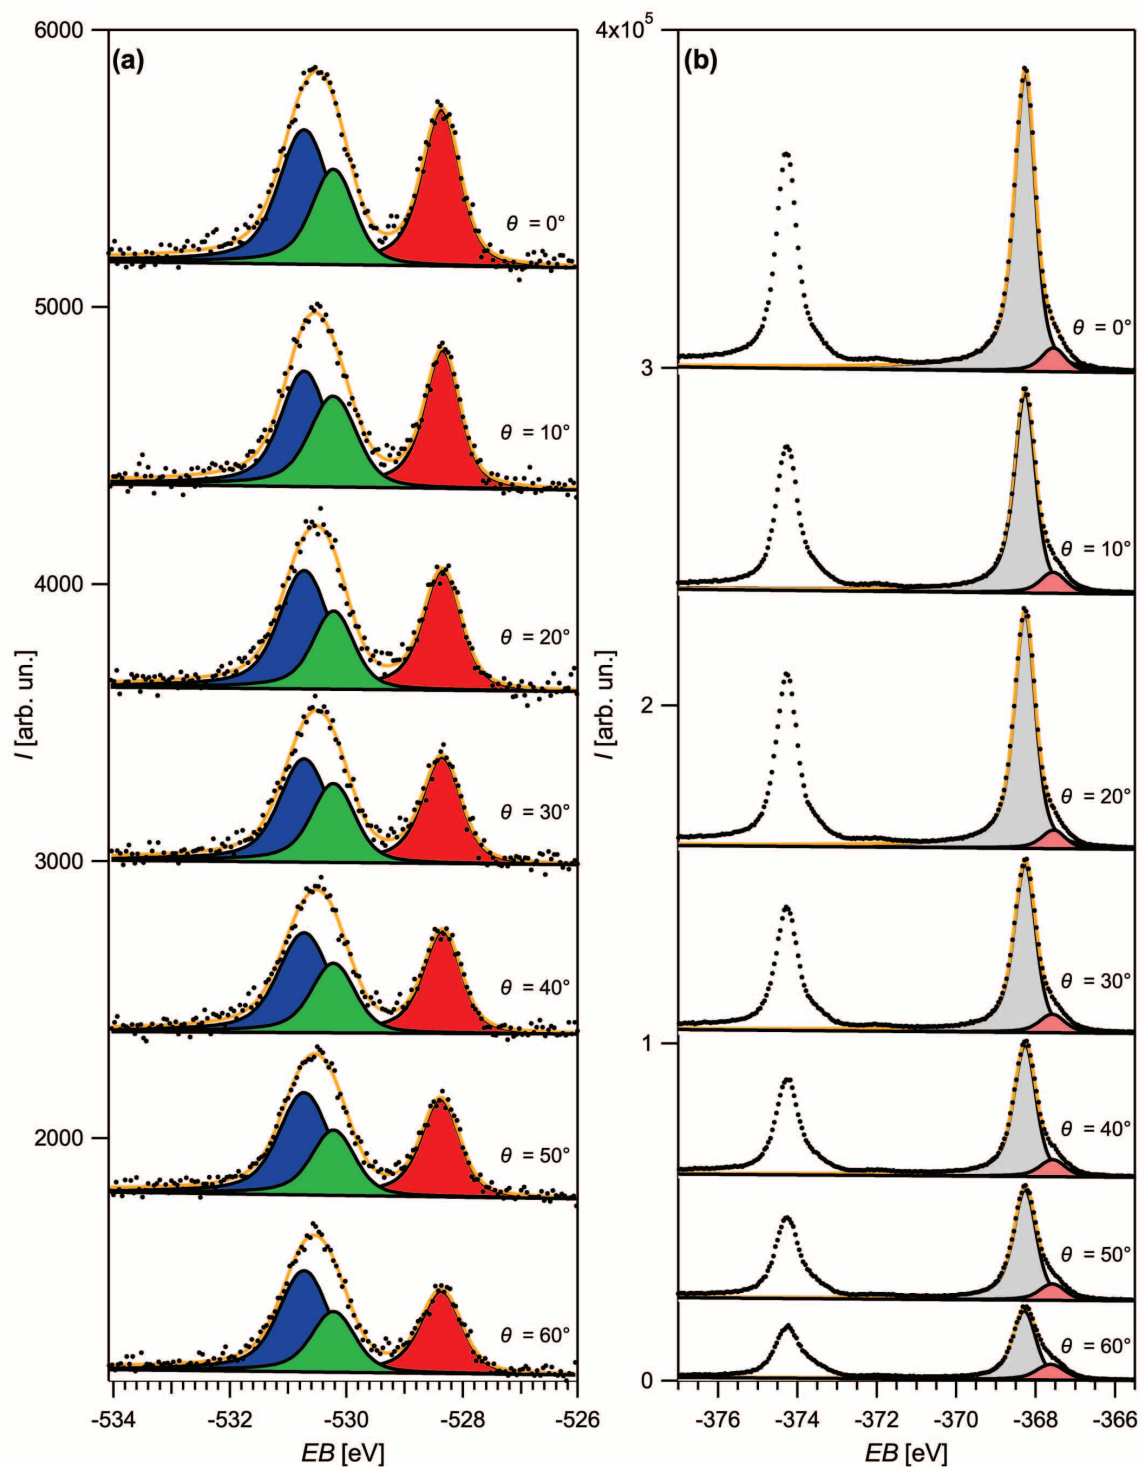 (a)
6000
5000
4000
3000
2000
I [arb. un.]
θ = 0°
θ = 10°
θ = 20°
θ = 30°
θ = 40°
θ = 50°
θ = 60°
-534 -532 -530 -528 -526
EB [eV]
(b)
4x10⁵
3
2
1
0
I [arb. un.]
θ = 0°
θ = 10°
θ = 20°
θ = 30°
θ = 40°
θ = 50°
θ = 60°
-376 -374 -372 -370 -368 -366
EB [eV]